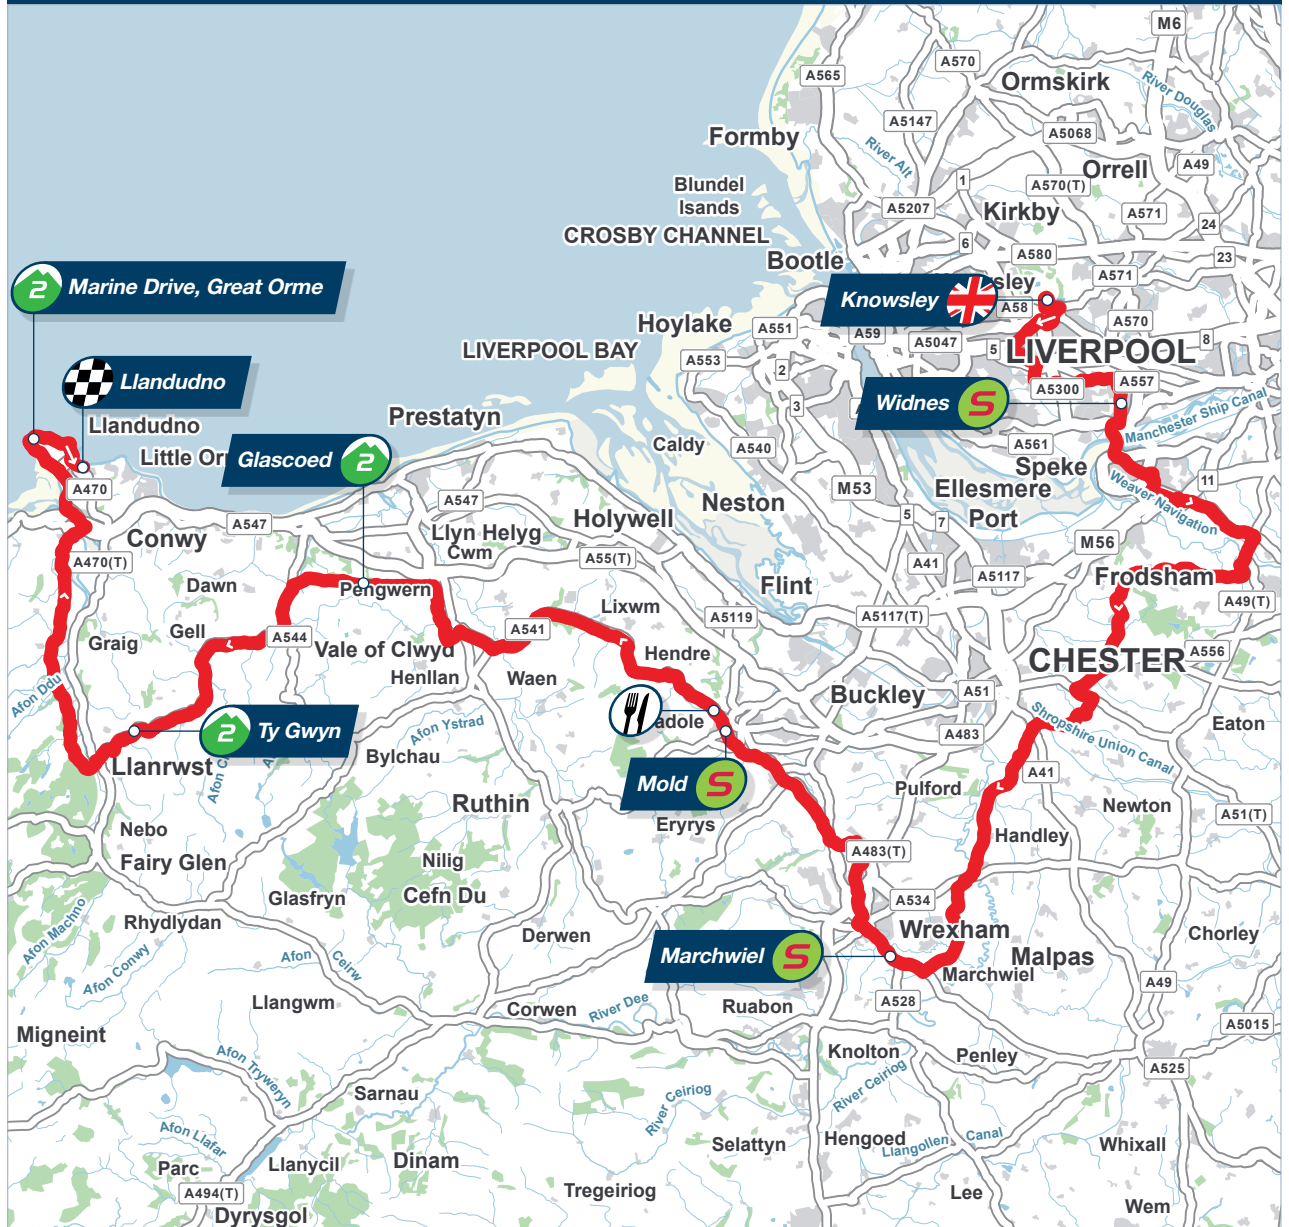 M6
A570
A565
Ormskirk
River Douglas
A5147
A5068
Formby
River Alt
Orrell
A49
1
A570(T)
Blundel
Isands
A5207
Kirkby
A571
24
CROSBY CHANNEL
6
A580
23
Bootle
A571
Marine Drive, Great Orme
2
Knowsley
sley
A58
A570
Hoylake
A551
A59
A5047
5
8
LIVERPOOL BAY
LIVERPOOL
A553
2
Llandudno
A5300
A557
3
Widnes
S
Manchester Ship Canal
Prestatyn
Llandudno
Little Or
Glascoed
2
Caldy
A540
A561
Speke
Weaver Navigation
11
A470
M53
Ellesmere
Port
A547
Neston
5
7
A547
Holywell
Llyn Helyg
Cwm
Conwy
M56
A470(T)
A55(T)
A41
A5117
Frodsham
Dawn
Pengwern
Flint
A49(T)
Lixwm
A5119
A5117(T)
Graig
Gell
A544
A541
Vale of Clwyd
Hendre
CHESTER
A556
Henllan
Waen
Afon Ddu
Buckley
A51
Shropshire Union Canal
Eaton
adole
Ty Gwyn
2
Afon Ystrad
A483
Bylchau
Llanrwst
Mold
S
A41
Pulford
Newton
Ruthin
A51(T)
Nebo
Eryrys
Handley
Fairy Glen
Nilig
A483(T)
Glasfryn
Cefn Du
A534
Afon Machno
Rhydlydan
Wrexham
Chorley
Derwen
Marchwiel
S
Malpas
Marchwiel
Afon Conwy
Afon
Ceirw
A49
Llangwm
Corwen
River Dee
Ruabon
A528
A5015
Migneint
Afon Tryweryn
Knolton
Penley
A525
Sarnau
River Ceiriog
River Ceiriog
Afon Llafar
Selattyn
Hengoed
Llangollen
Canal
Whixall
Parc
Llanycil
Dinam
A494(T)
Tregeiriog
Lee
Dyrysgol
Wem